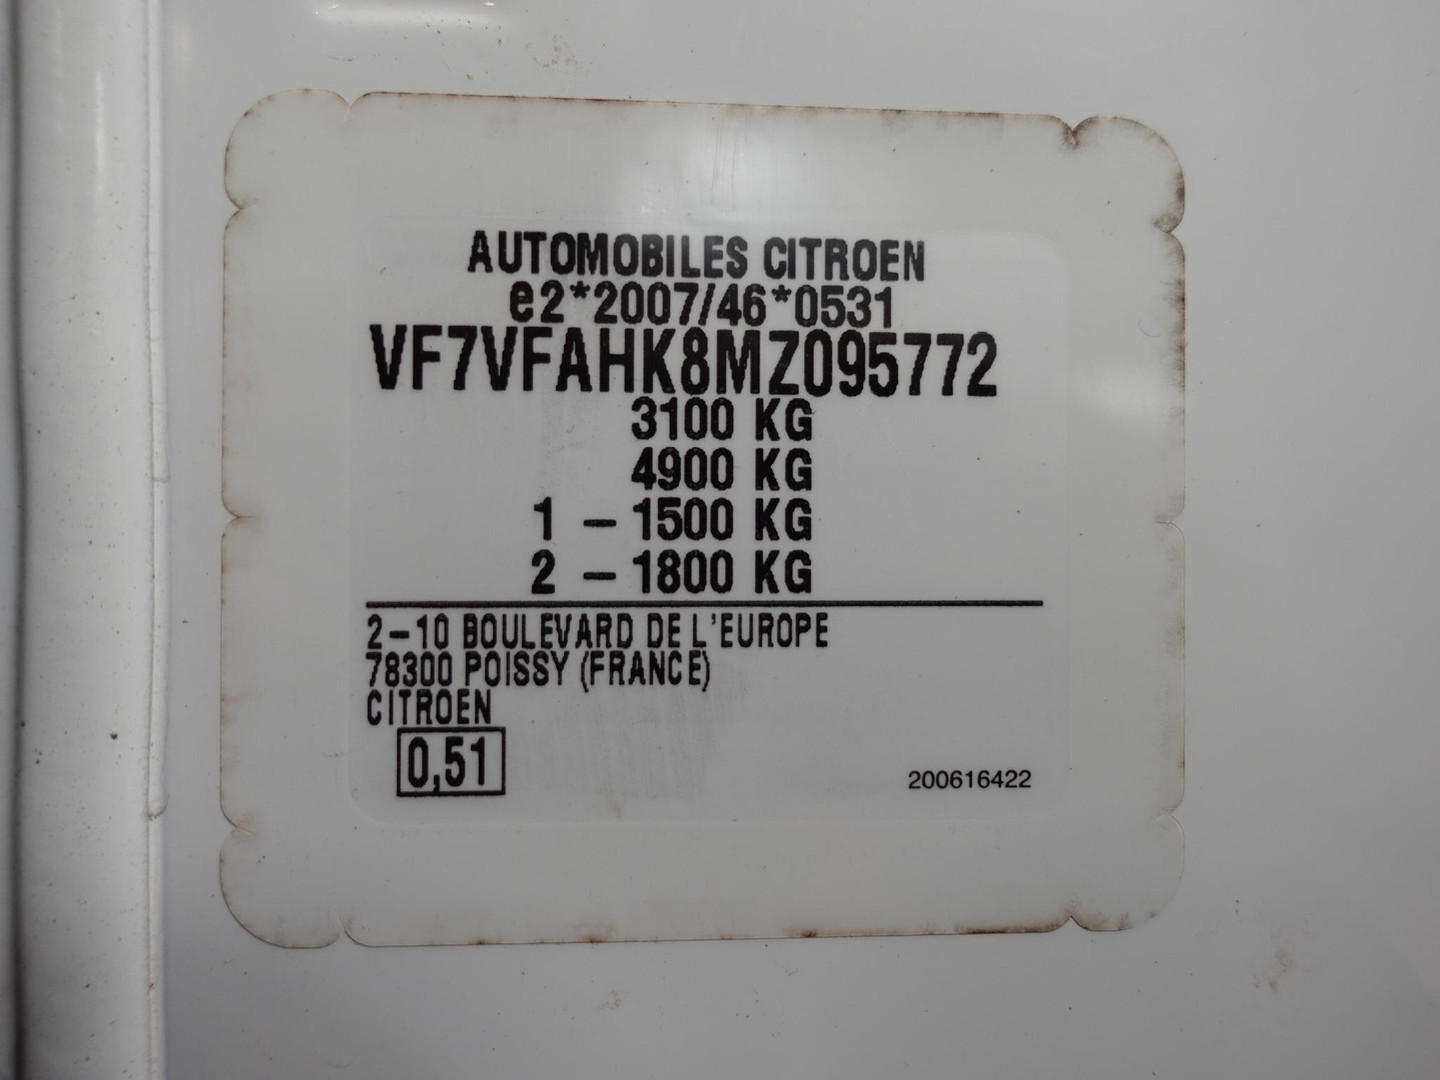 AUTOMOBILES CITROEN
e2*2007/46*0531
VF7VFAHK8MZ095772
3100 KG
4900 KG
1 - 1500 KG
2 - 1800 KG
2-10 BOULEVARD DE L'EUROPE
78300 POISSY (FRANCE)
CITROEN
0,51
200616422